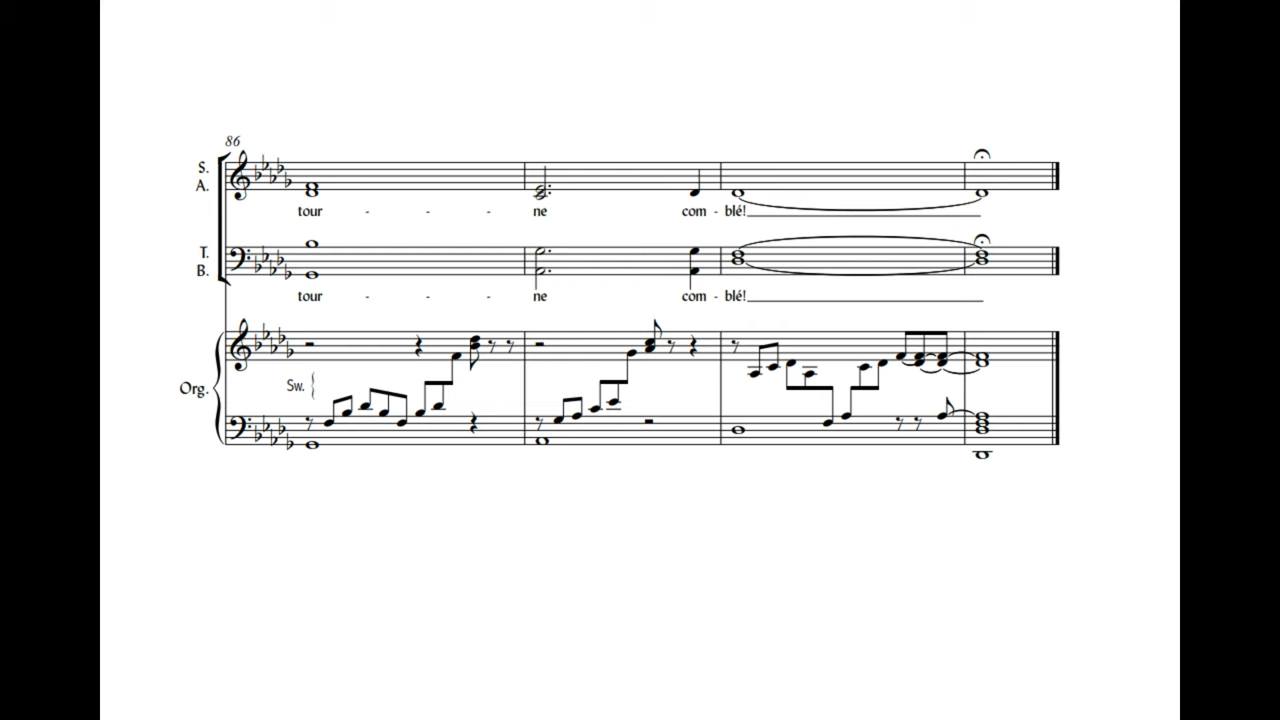 86
S.
A.
tour - - - - ne com - blé!
T.
B.
tour - - - - ne com - blé!
Org.
Sw.